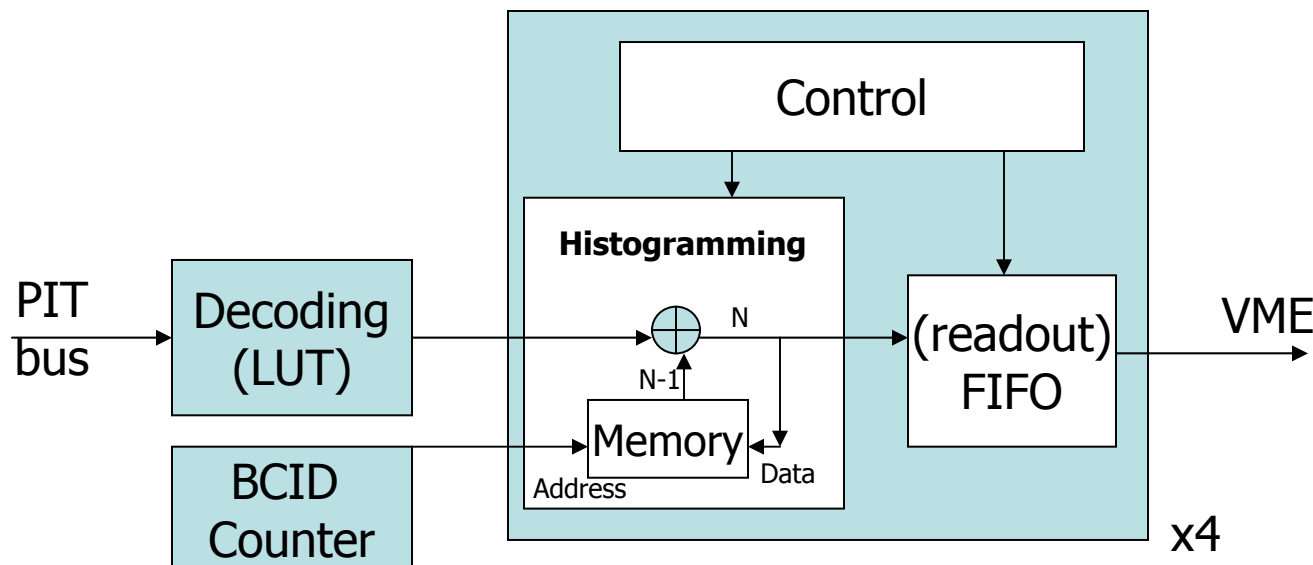 Control
Histogramming
PIT
bus
Decoding
(LUT)
N
N-1
(readout)
FIFO
VME
Memory
Address
Data
BCID
Counter
x4